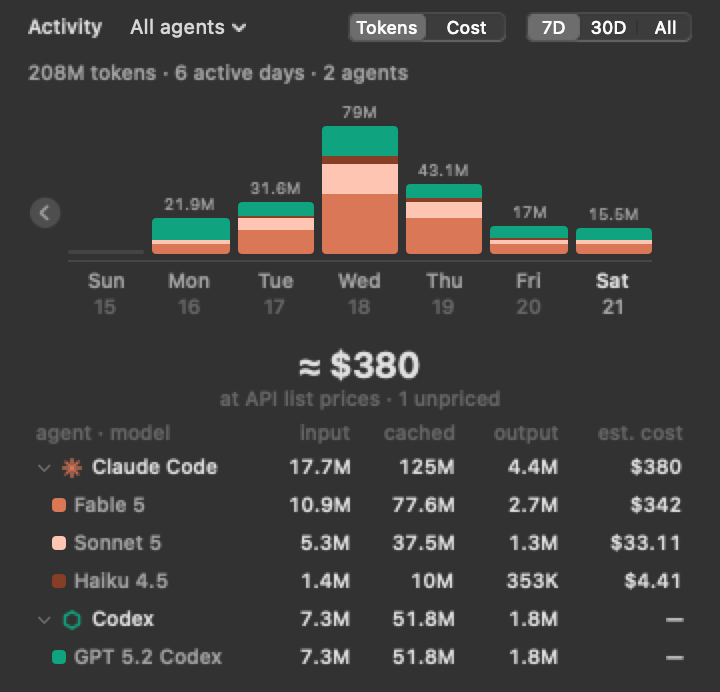 Activity All agents Tokens Cost 7D 30D All
208M tokens · 6 active days · 2 agents
79M
43.1M
31.6M
21.9M
17M
15.5M
Sun Mon Tue Wed Thu Fri Sat
15 16 17 18 19 20 21
≈ $380
at API list prices · 1 unpriced
agent · model input cached output est. cost
Claude Code 17.7M 125M 4.4M $380
Fable 5 10.9M 77.6M 2.7M $342
Sonnet 5 5.3M 37.5M 1.3M $33.11
Haiku 4.5 1.4M 10M 353K $4.41
Codex 7.3M 51.8M 1.8M —
GPT 5.2 Codex 7.3M 51.8M 1.8M —